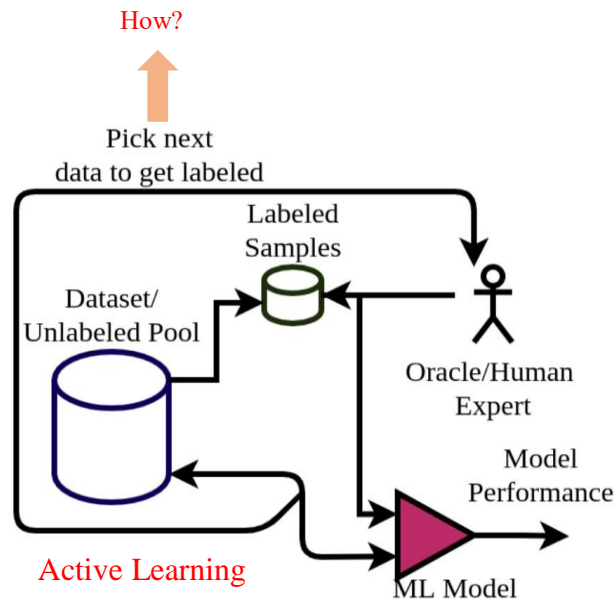 How?
Pick next
data to get labeled
Labeled
Samples
Dataset/
Unlabeled Pool
Oracle/Human
Expert
Model
Performance
Active Learning
ML Model